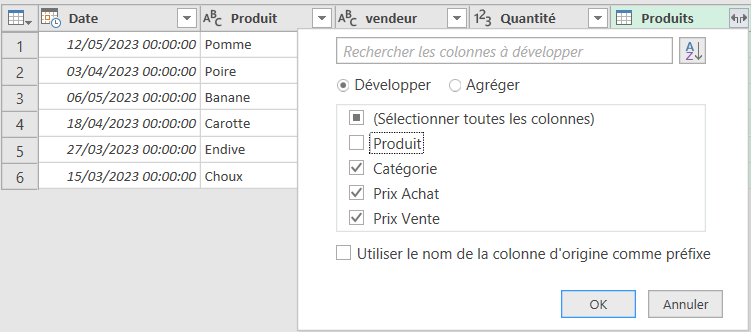 Date ABC Produit ABC vendeur 123 Quantité Produits
1 12/05/2023 00:00:00 Pomme
2 03/04/2023 00:00:00 Poire
3 06/05/2023 00:00:00 Banane
4 18/04/2023 00:00:00 Carotte
5 27/03/2023 00:00:00 Endive
6 15/03/2023 00:00:00 Choux
Rechercher les colonnes à développer AZ
Développer Agréger
(Sélectionner toutes les colonnes)
Produit
Catégorie
Prix Achat
Prix Vente
Utiliser le nom de la colonne d'origine comme préfixe
OK Annuler